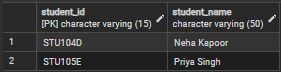 student_id
[PK] character varying (15)
student_name
character varying (50)
1 STU104D Neha Kapoor
2 STU105E Priya Singh